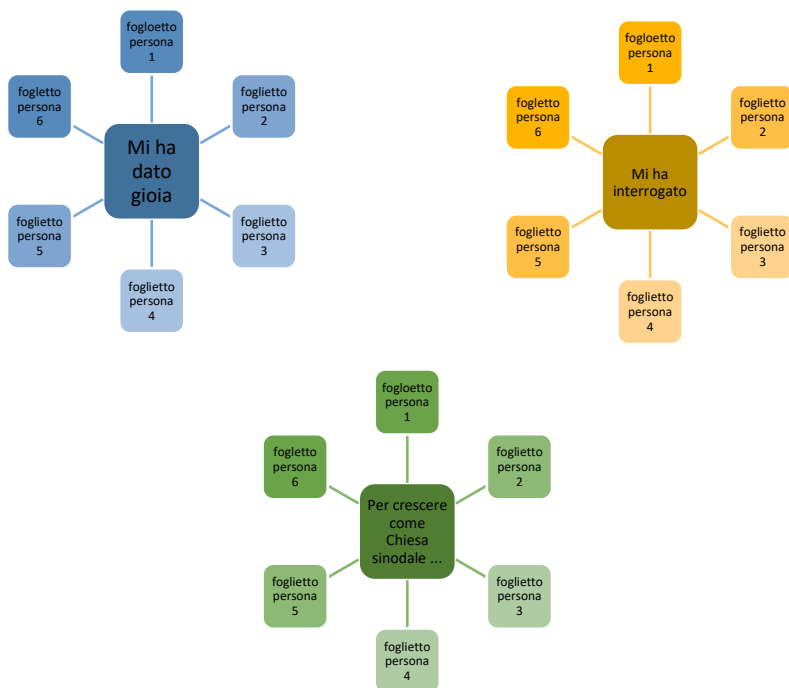 fogloetto
persona
1
fogletto
persona
6
foglietto
persona
2
Mi ha
dato
gioia
foglietto
persona
5
foglietto
persona
3
foglietto
persona
4
fogloetto
persona
1
fogletto
persona
6
foglietto
persona
2
Mi ha
interrogato
foglietto
persona
5
foglietto
persona
3
foglietto
persona
4
fogloetto
persona
1
fogletto
persona
6
foglietto
persona
2
Per crescere
come
Chiesa
sinodale ...
foglietto
persona
5
foglietto
persona
3
foglietto
persona
4